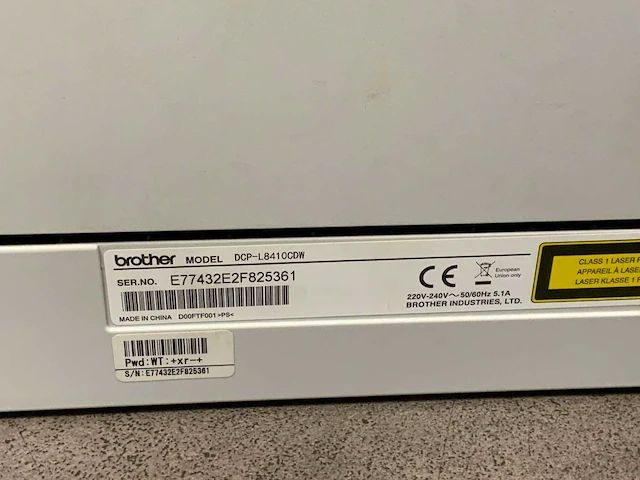 brother MODEL DCP-L8410CDW
SER.NO. E77432E2F825361
MADE IN CHINA D00FTF001 >PS<
CE
European
Union only
220V-240V～50/60Hz 5.1A
BROTHER INDUSTRIES, LTD.
CLASS 1 LASER
APPAREIL À
LASER KLASSE 1
Pwd:WT:+xr-+
S/N:E77432E2F825361